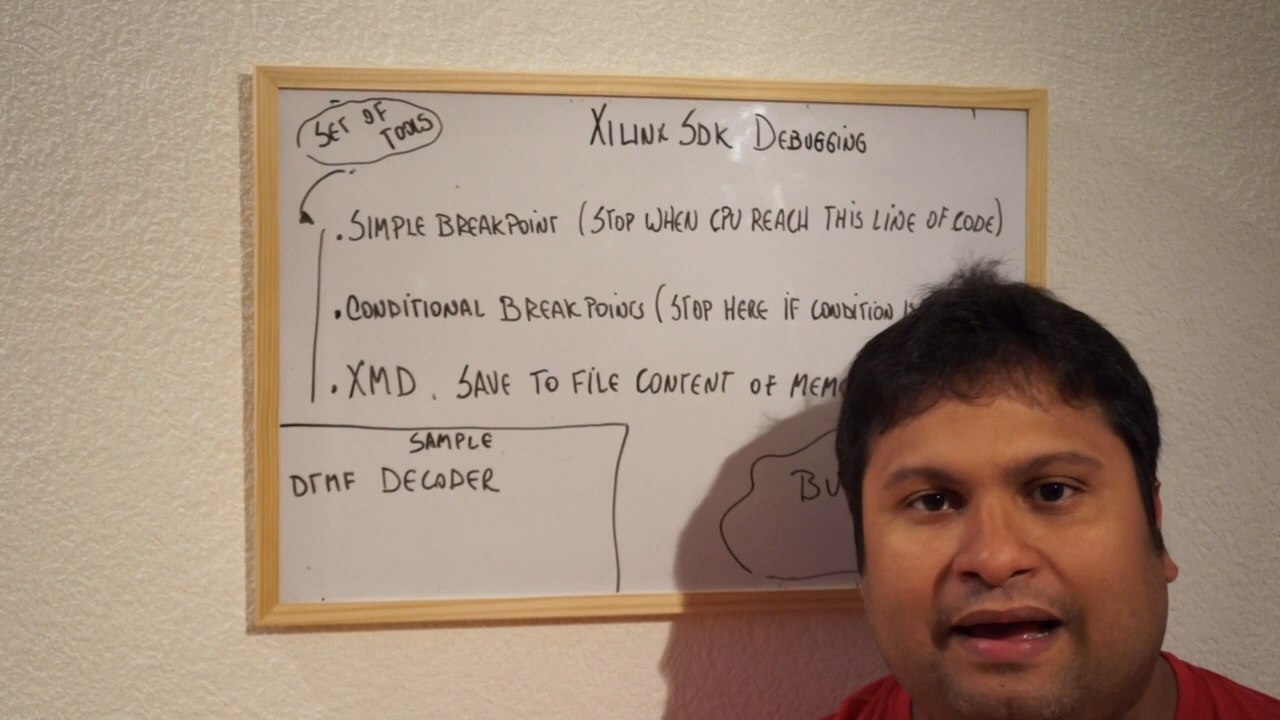 SET OF
TOOLS
XILINX SDK DEBUGGING
. SIMPLE BREAKPOINT (STOP WHEN CPU REACH THIS LINE OF CODE)
. CONDITIONAL BREAKPOINTS (STOP HERE IF CONDITION
. XMD . SAVE TO FILE CONTENT OF
SAMPLE
DTMF DECODER